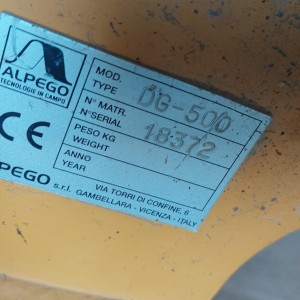 ALPEGO
TECNOLOGIE IN CAMPO
MOD.
TYPE DG-500
N° MATR.
N° SERIAL 18372
PESO KG
WEIGHT
ANNO
YEAR
CE
LPEGO s.r.l.
VIA TORRI DI CONFINE, 6
GAMBELLARA - VICENZA - ITALY